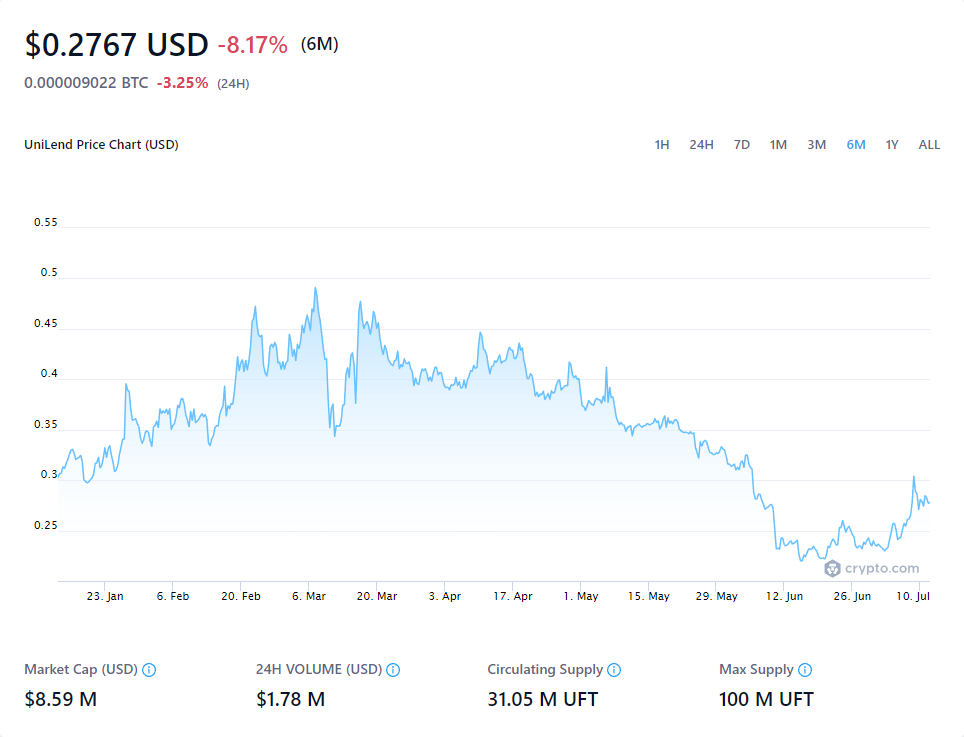 $0.2767 USD -8.17% (6M)
0.000009022 BTC -3.25% (24H)
UniLend Price Chart (USD) 1H 24H 7D 1M 3M 6M 1Y ALL
0.55
0.5
0.45
0.4
0.35
0.3
0.25
crypto.com
23. Jan 6. Feb 20. Feb 6. Mar 20. Mar 3. Apr 17. Apr 1. May 15. May 29. May 12. Jun 26. Jun 10. Jul
Market Cap (USD) 24H VOLUME (USD) Circulating Supply Max Supply
$8.59 M $1.78 M 31.05 M UFT 100 M UFT